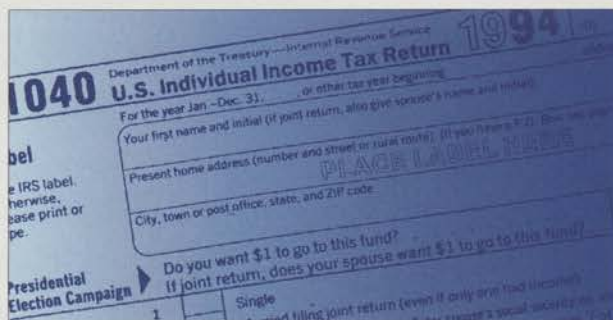 1040
Department of the Treasury—Internal Revenue Service
U.S. Individual Income Tax Return 1994
For the year Jan –Dec. 31, or other tax year beginning
Your first name and initial (if joint return, also give spouse's name and initial)
bel
Present home address (number and street or rural route). (If you have a P.O. Box, see
PLACE LABEL HERE
e IRS label.
herwise,
ease print or
pe.
City, town or post office, state, and ZIP code
Presidential
Election Campaign
Do you want $1 to go to this fund?
If joint return, does your spouse want $1 to go to this fund?
1
Single
filing joint return (even if only one had income)